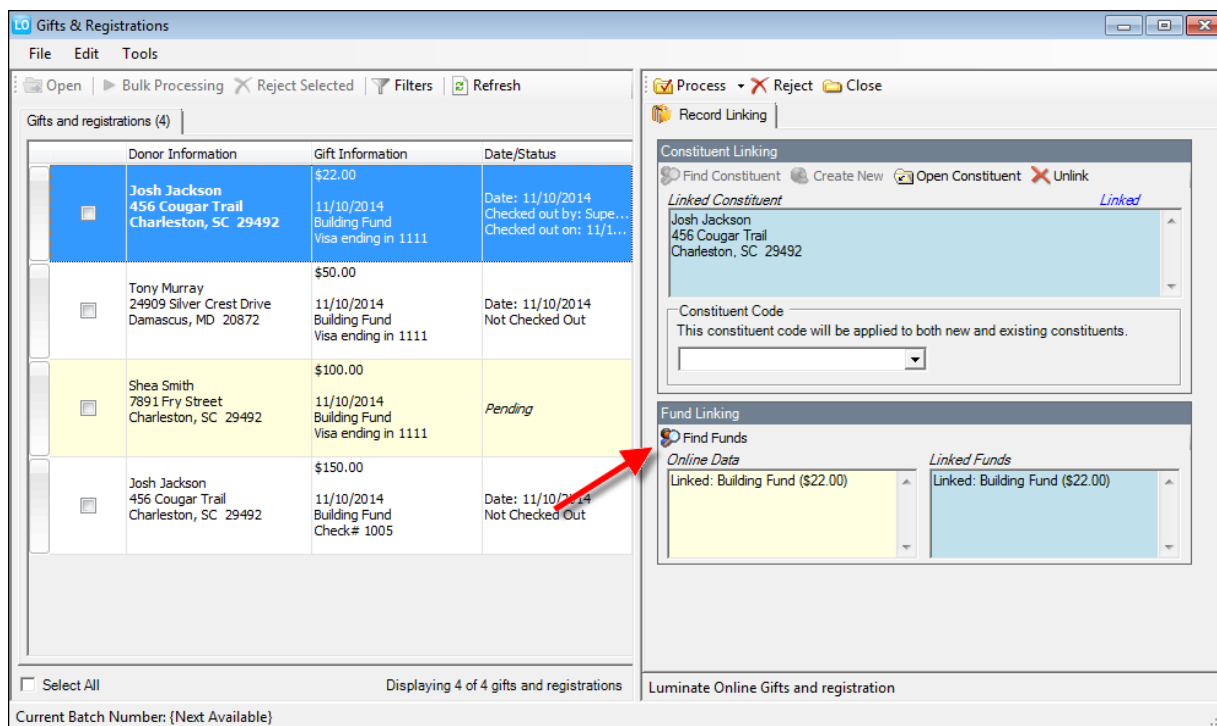 LO Gifts & Registrations
File Edit Tools
Open Bulk Processing Reject Selected Filters Refresh
Gifts and registrations (4)
Donor Information Gift Information Date/Status
Josh Jackson
456 Cougar Trail
Charleston, SC 29492
$22.00
11/10/2014
Building Fund
Visa ending in 1111
Date: 11/10/2014
Checked out by: Supe...
Checked out on: 11/1...
Tony Murray
24909 Silver Crest Drive
Damascus, MD 20872
$50.00
11/10/2014
Building Fund
Visa ending in 1111
Date: 11/10/2014
Not Checked Out
Shea Smith
7891 Fry Street
Charleston, SC 29492
$100.00
11/10/2014
Building Fund
Visa ending in 1111
Pending
Josh Jackson
456 Cougar Trail
Charleston, SC 29492
$150.00
11/10/2014
Building Fund
Check# 1005
Date: 11/10/2014
Not Checked Out
Select All Displaying 4 of 4 gifts and registrations
Process Reject Close
Record Linking
Constituent Linking
Find Constituent Create New Open Constituent Unlink
Linked Constituent Linked
Josh Jackson
456 Cougar Trail
Charleston, SC 29492
Constituent Code
This constituent code will be applied to both new and existing constituents.
Fund Linking
Find Funds
Online Data Linked Funds
Linked: Building Fund ($22.00) Linked: Building Fund ($22.00)
Luminate Online Gifts and registration
Current Batch Number: {Next Available}